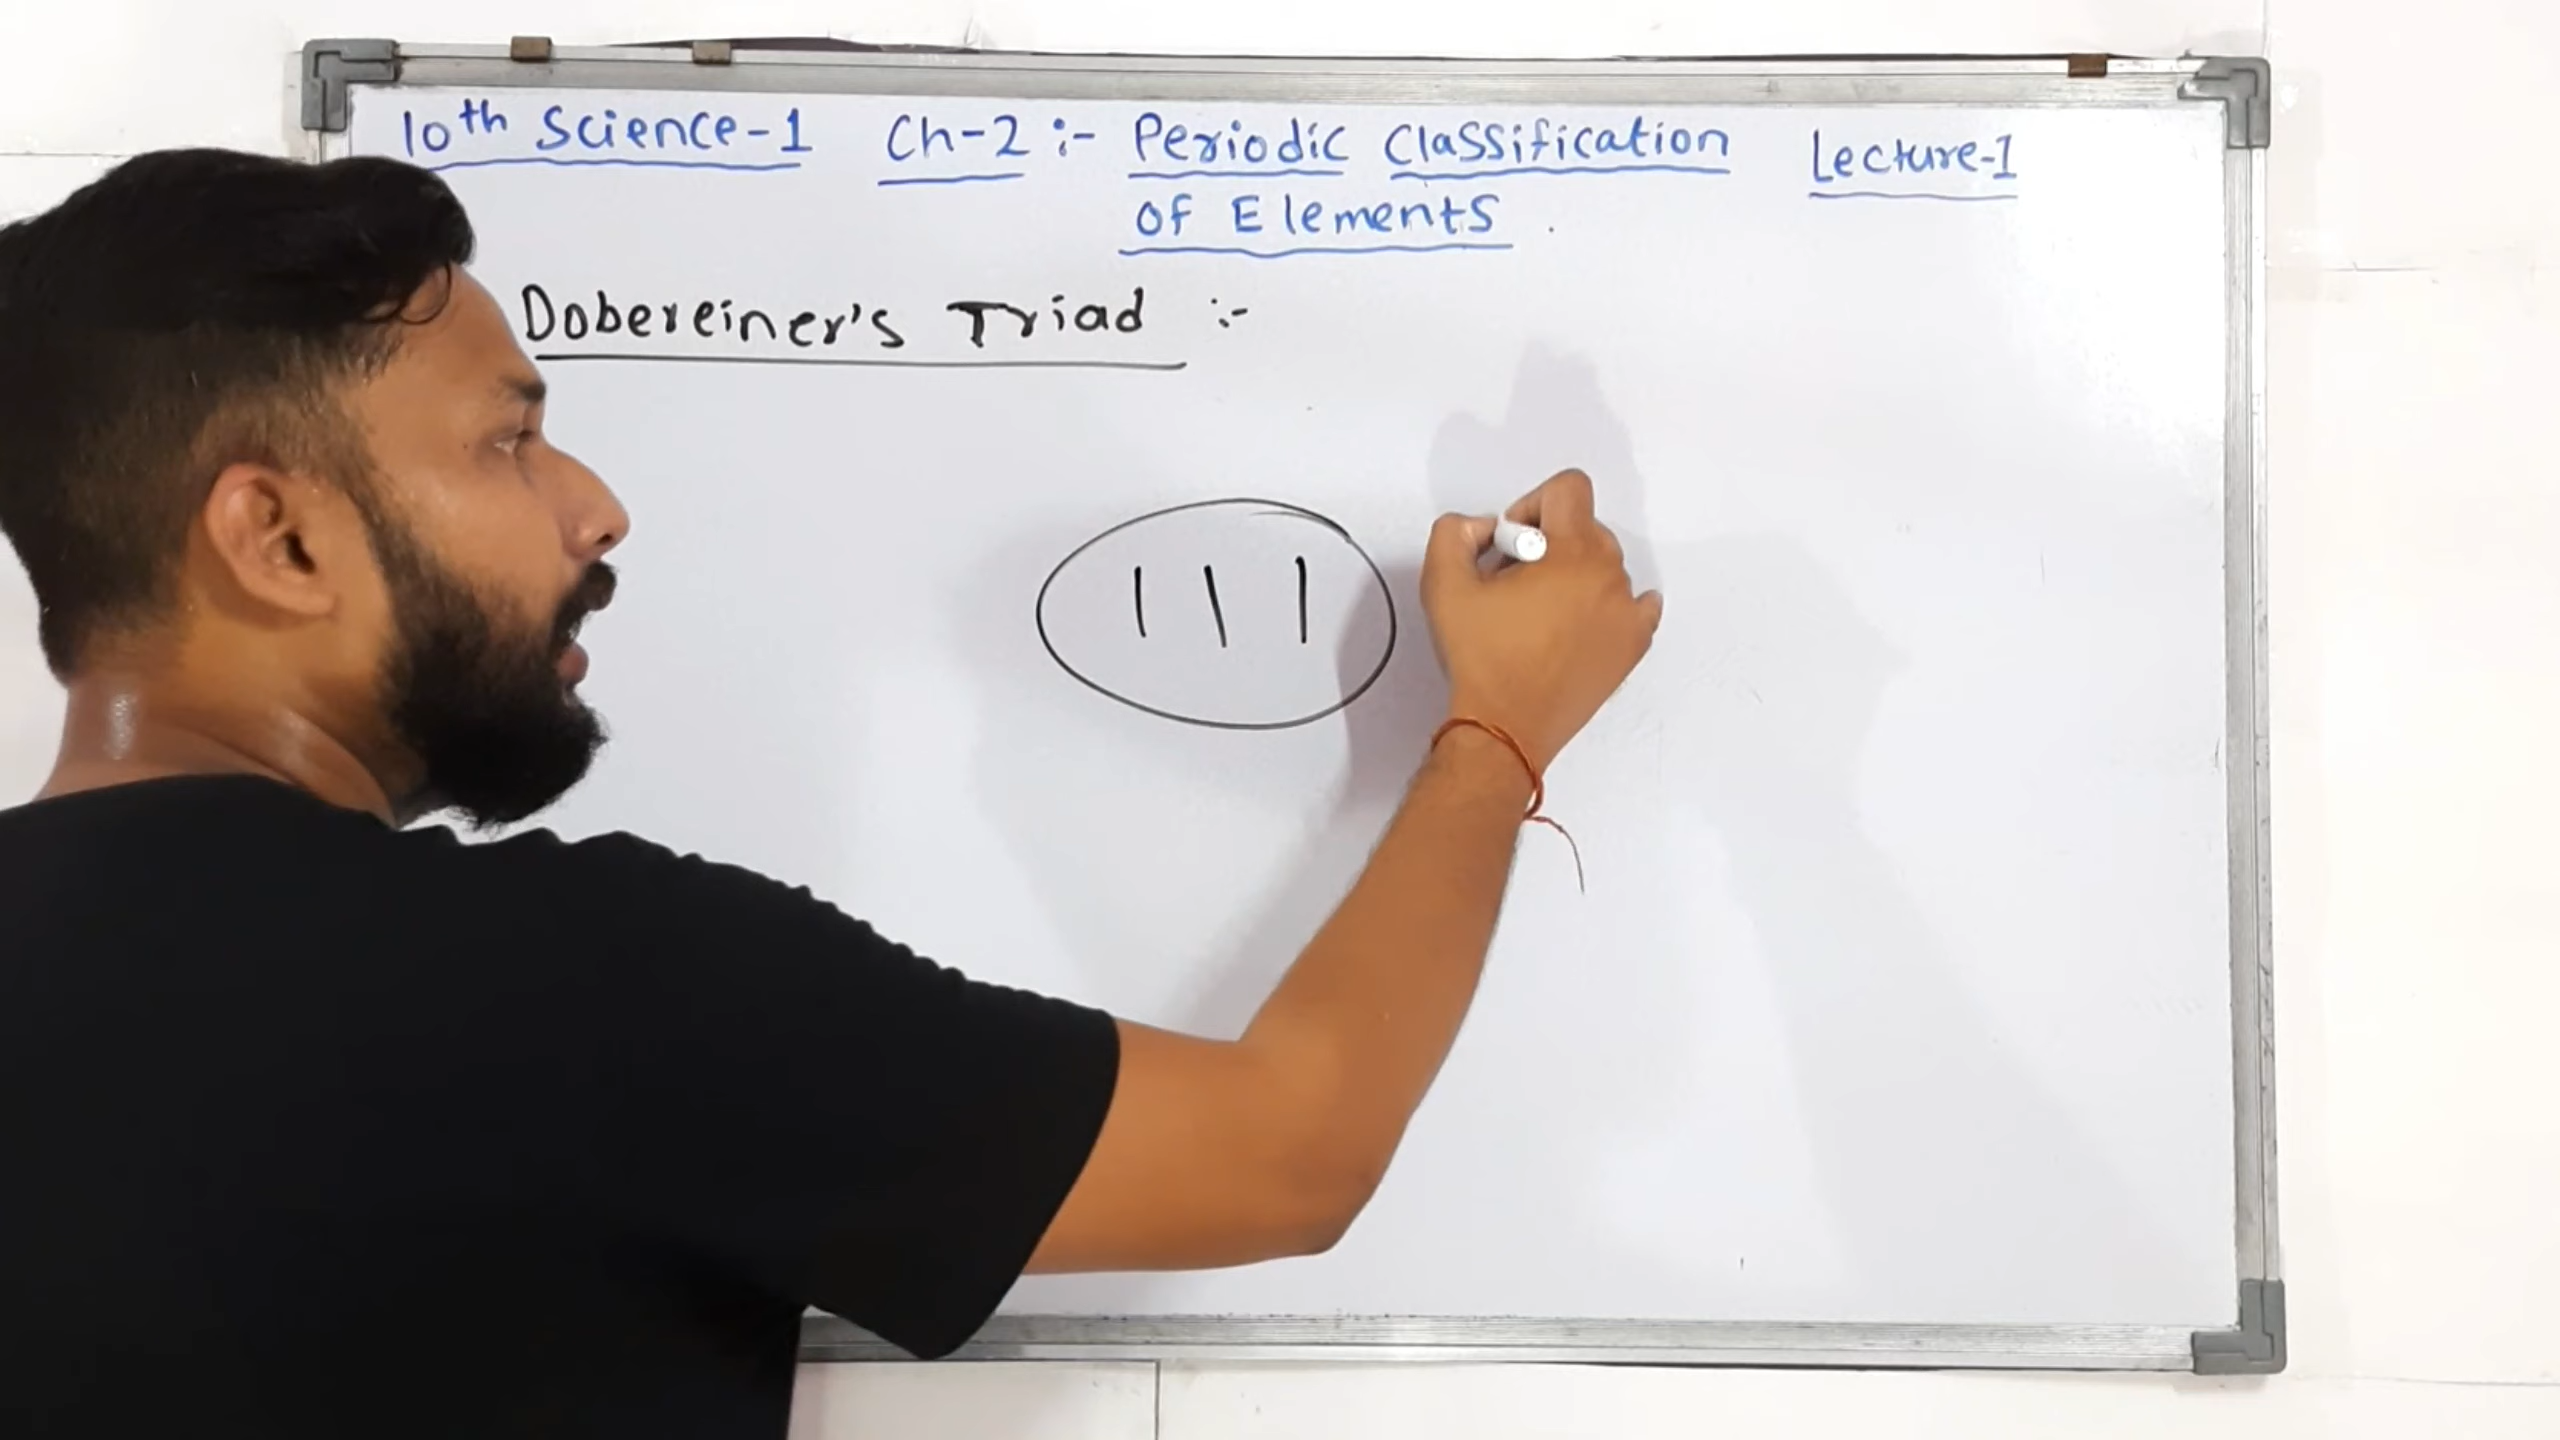 10th Science-1 Ch-2 :- Periodic Classification Lecture-1
of Elements .
Dobereiner's Triad :-
| | |